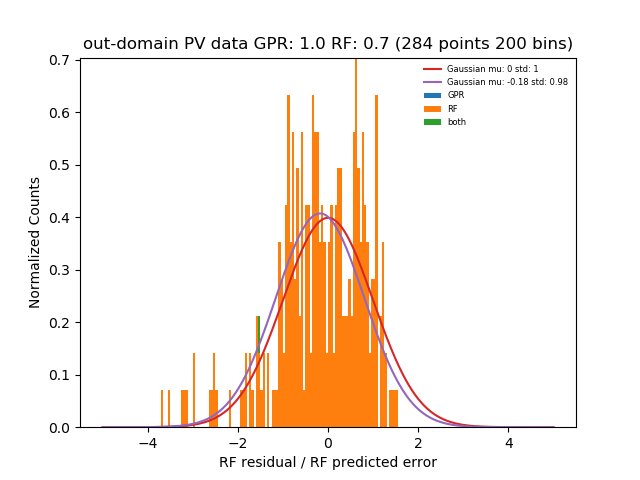 out-domain PV data GPR: 1.0 RF: 0.7 (284 points 200 bins)
Gaussian mu: 0 std: 1
Gaussian mu: -0.18 std: 0.98
GPR
RF
both
Normalized Counts
0.7
0.6
0.5
0.4
0.3
0.2
0.1
0.0
−4 −2 0 2 4
RF residual / RF predicted error